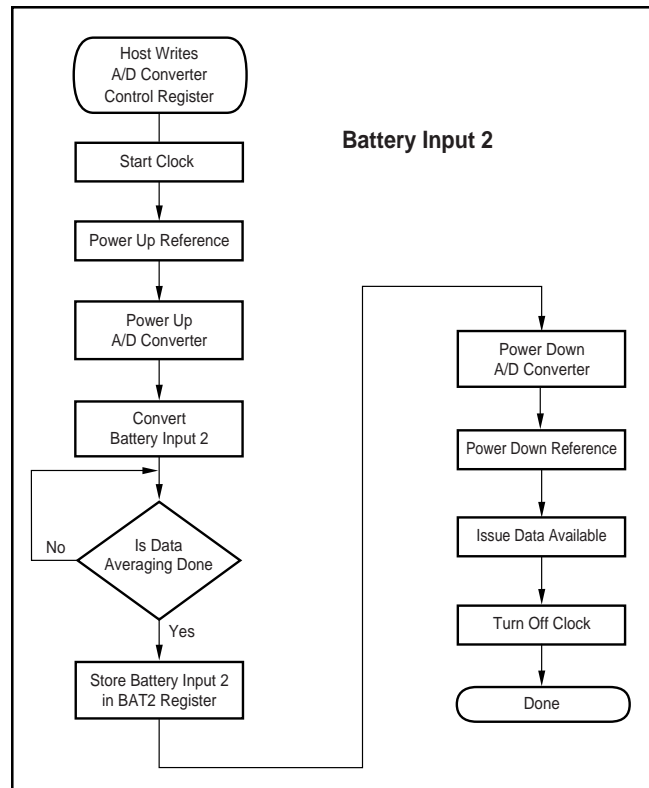 Host Writes
A/D Converter
Control Register
Battery Input 2
Start Clock
Power Up Reference
Power Up
A/D Converter
Convert
Battery Input 2
No
Is Data
Averaging Done
Yes
Store Battery Input 2
in BAT2 Register
Power Down
A/D Converter
Power Down Reference
Issue Data Available
Turn Off Clock
Done